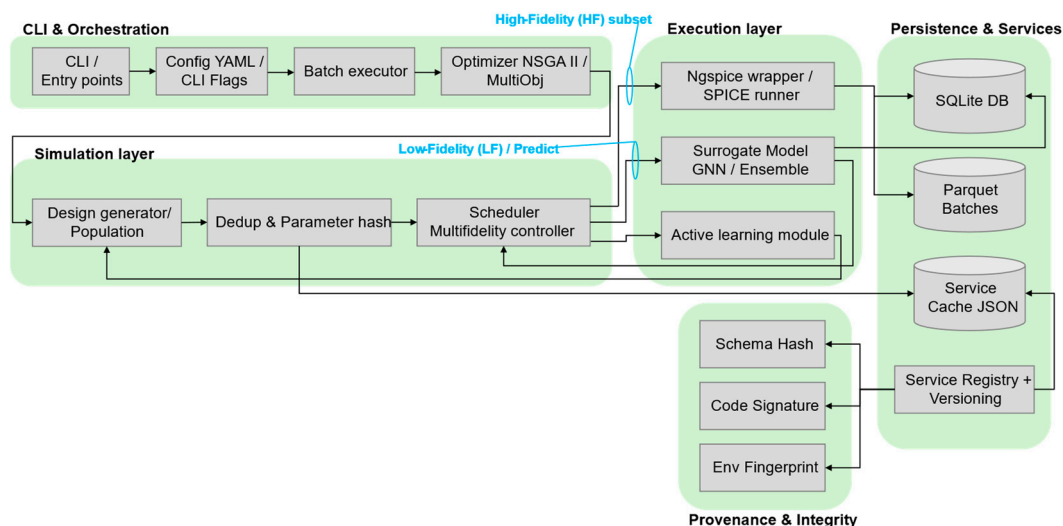 High-Fidelity (HF) subset
CLI & Orchestration
Execution layer
Persistence & Services
CLI /
Entry points
Config YAML /
CLI Flags
Batch executor
Optimizer NSGA II /
MultiObj
Ngspice wrapper /
SPICE runner
SQLite DB
Simulation layer
Low-Fidelity (LF) / Predict
Surrogate Model
GNN / Ensemble
Parquet
Batches
Design generator/
Population
Dedup & Parameter hash
Scheduler
Multifidelity controller
Active learning module
Service
Cache JSON
Schema Hash
Service Registry +
Versioning
Code Signature
Env Fingerprint
Provenance & Integrity